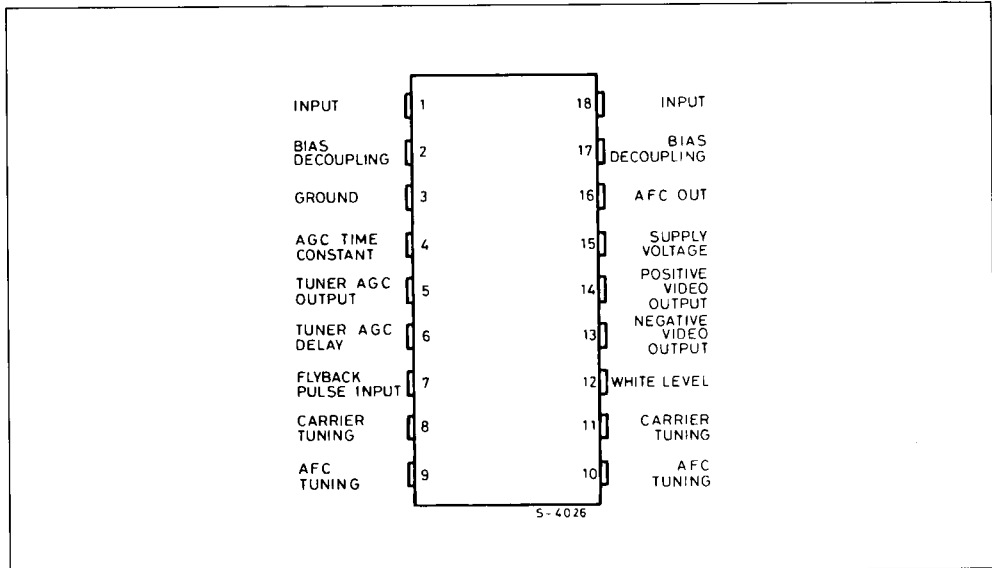 INPUT
1
18
INPUT
BIAS
DECOUPLING
2
17
BIAS
DECOUPLING
GROUND
3
16
AFC OUT
AGC TIME
CONSTANT
4
15
SUPPLY
VOLTAGE
TUNER AGC
OUTPUT
5
14
POSITIVE
VIDEO
OUTPUT
TUNER AGC
DELAY
6
13
NEGATIVE
VIDEO
OUTPUT
FLYBACK
PULSE INPUT
7
12
WHITE LEVEL
CARRIER
TUNING
8
11
CARRIER
TUNING
AFC
TUNING
9
10
AFC
TUNING
S-4026